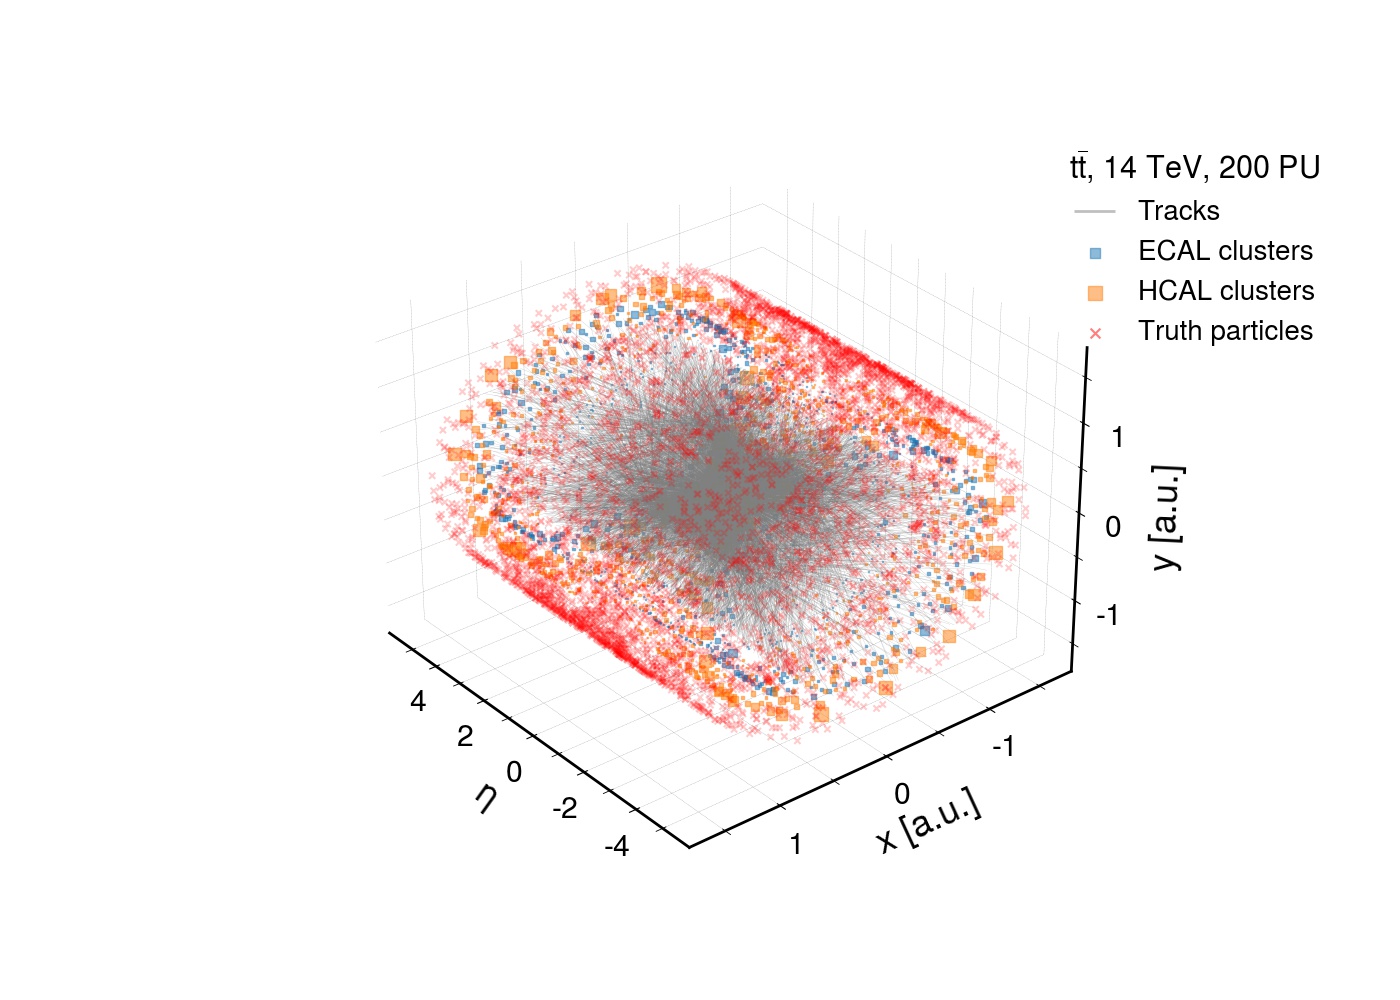 tt̄, 14 TeV, 200 PU
Tracks
ECAL clusters
HCAL clusters
Truth particles
1
0
-1
y [a.u.]
4
2
0
-2
-4
η
-1
0
1
x [a.u.]